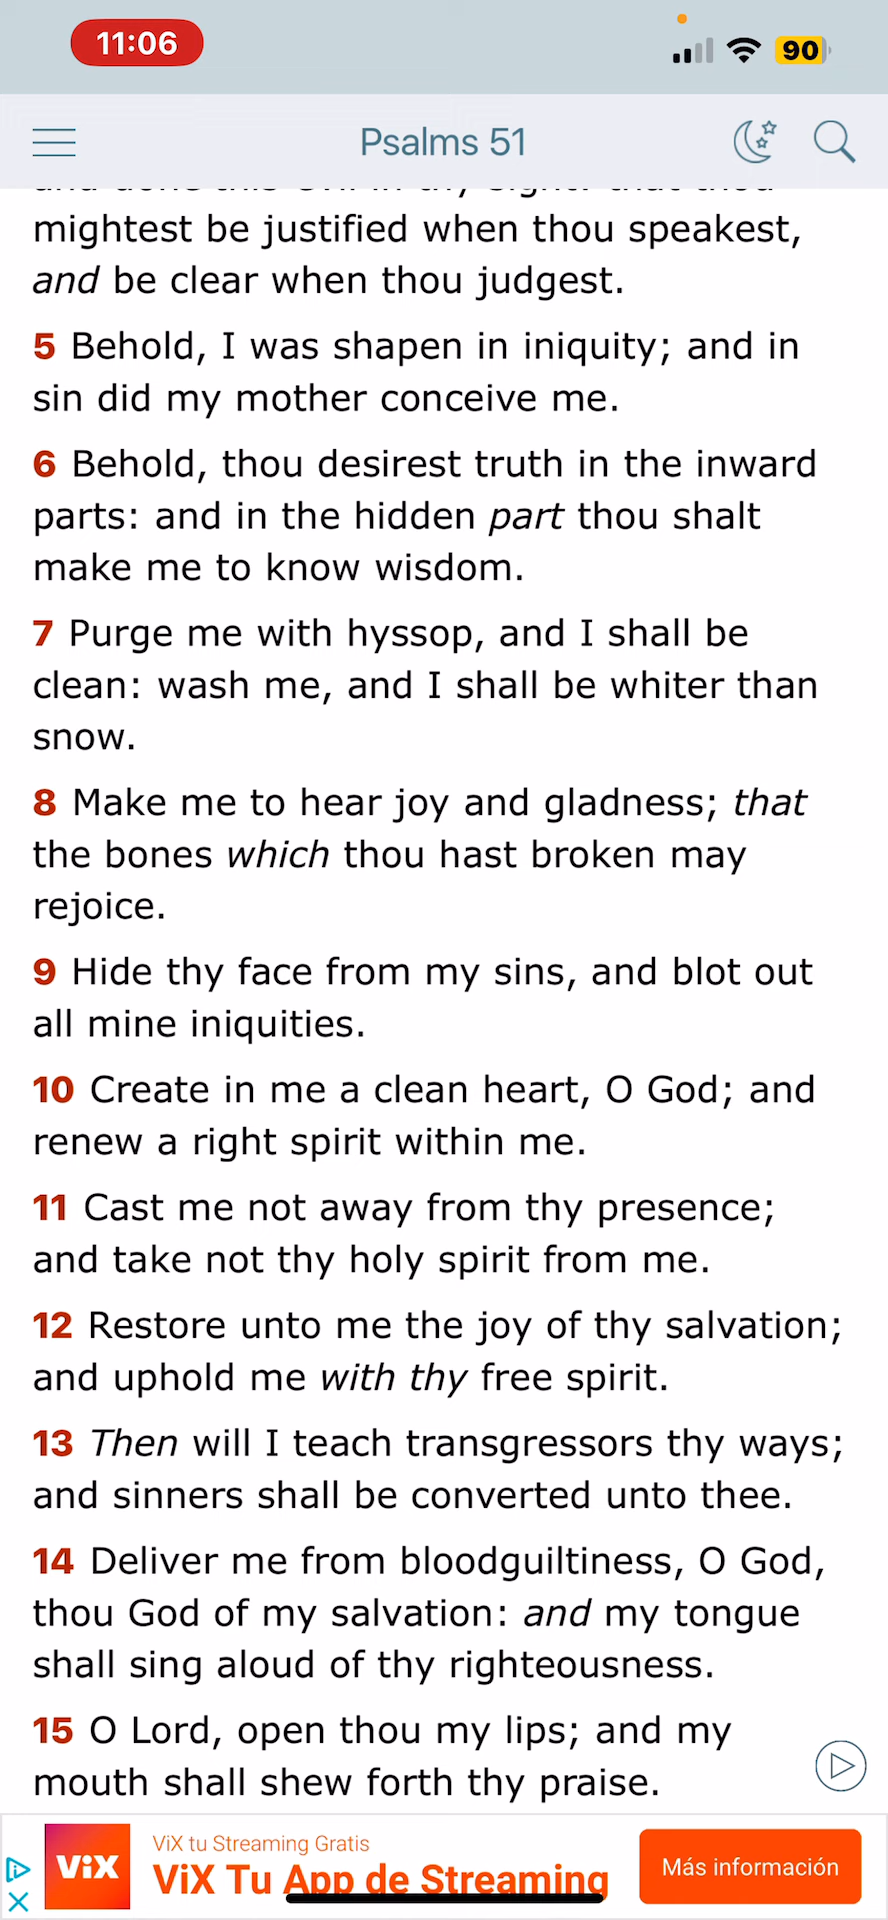 11:06
90
Psalms 51
mightest be justified when thou speakest,
and be clear when thou judgest.
5 Behold, I was shapen in iniquity; and in
sin did my mother conceive me.
6 Behold, thou desirest truth in the inward
parts: and in the hidden part thou shalt
make me to know wisdom.
7 Purge me with hyssop, and I shall be
clean: wash me, and I shall be whiter than
snow.
8 Make me to hear joy and gladness; that
the bones which thou hast broken may
rejoice.
9 Hide thy face from my sins, and blot out
all mine iniquities.
10 Create in me a clean heart, O God; and
renew a right spirit within me.
11 Cast me not away from thy presence;
and take not thy holy spirit from me.
12 Restore unto me the joy of thy salvation;
and uphold me with thy free spirit.
13 Then will I teach transgressors thy ways;
and sinners shall be converted unto thee.
14 Deliver me from bloodguiltiness, O God,
thou God of my salvation: and my tongue
shall sing aloud of thy righteousness.
15 O Lord, open thou my lips; and my
mouth shall shew forth thy praise.
ViX
ViX tu Streaming Gratis
ViX Tu App de Streaming
Más información